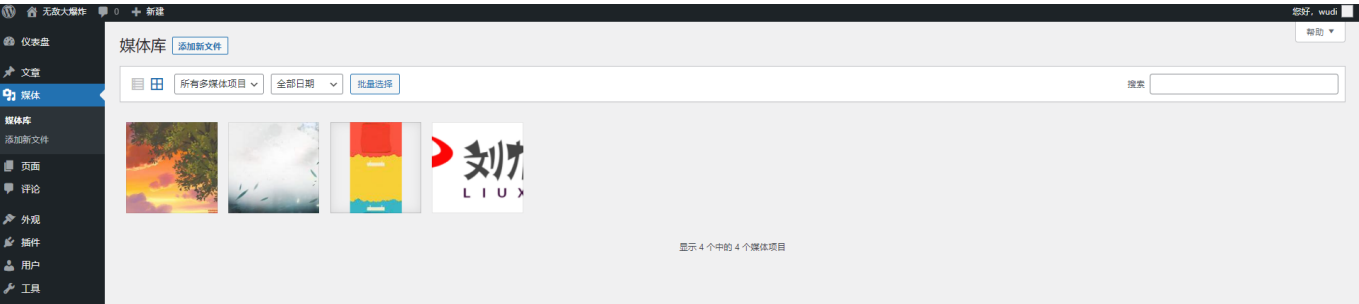 无敌大爆炸 0 新建 您好，wudi
帮助
仪表盘
文章
媒体
媒体库
添加新文件
页面
评论
外观
插件
用户
工具
媒体库 添加新文件
所有多媒体项目 全部日期 批量选择 搜索
LIUX
显示 4 个中的 4 个媒体项目